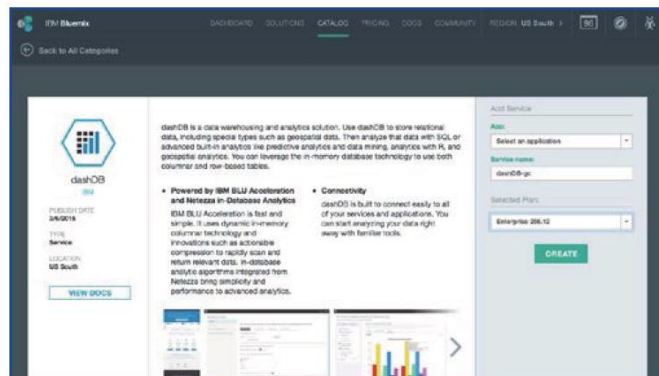 IBM Bluemix
DASHBOARD SOLUTIONS CATALOG PRICING DOCS COMMUNITY REGION US South
Back to All Categories
dashDB
IBM
PUBLISH DATE
TYPE
Service
LOCATION
US South
VIEW DOCS
dashDB is a data warehousing and analytics solution. Use dashDB to store relational
data, including special types such as geospatial data. Then analyze that data with SQL or
advanced built-in analytics like predictive analytics and data mining, analytics with R, and
geospatial analytics. You can leverage the in-memory database technology to use both
columnar and row-based tables.
• Powered by IBM BLU Acceleration
and Netezza in-Database Analytics
IBM BLU Acceleration is fast and
simple. It uses dynamic in-memory
columnar technology and
innovations such as actionable
compression to rapidly scan and
return relevant data. In-database
analytic algorithms integrated from
Netezza bring simplicity and
performance to advanced analytics.
• Connectivity
dashDB is built to connect easily to all
of your services and applications. You
can start analyzing your data right
away with familiar tools.
Add Service
App:
Select an application
Service name:
Selected Plan:
Enterprise 256.12
CREATE